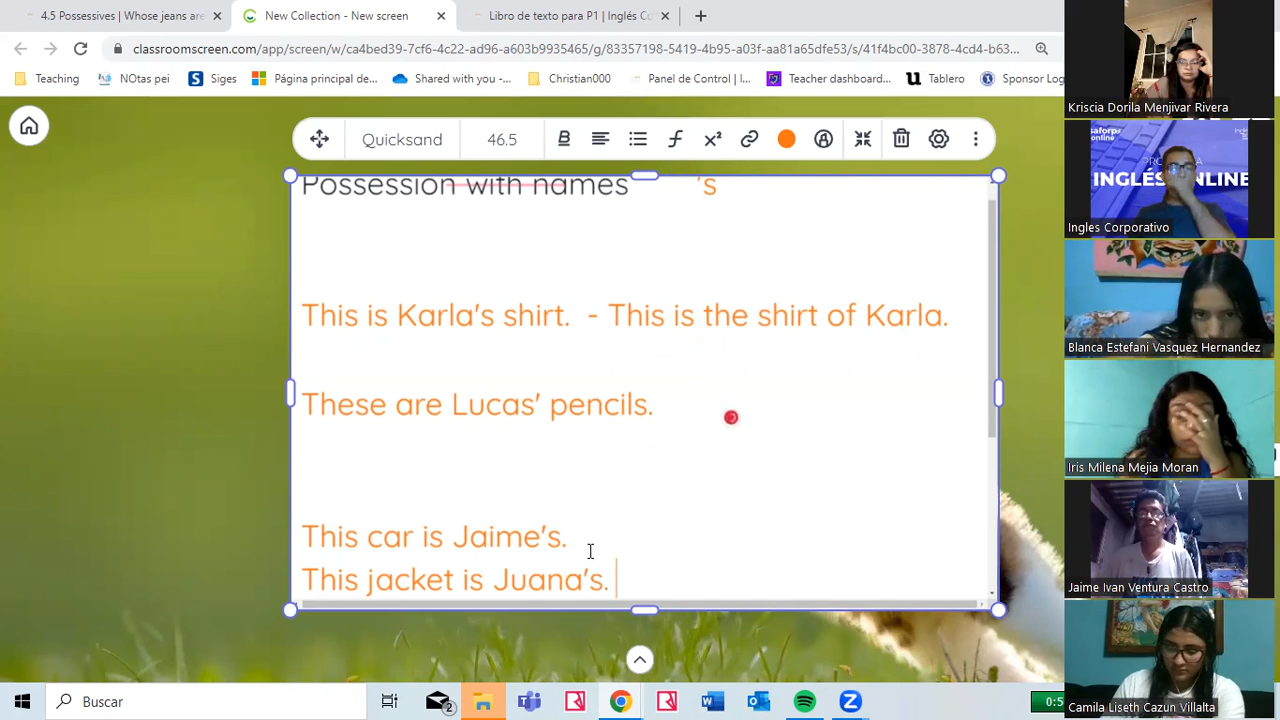 4.5 Possessives | Whose jeans are
New Collection - New screen
Libro de texto para P1 | Inglés Co
classroomscreen.com/app/screen/w/ca4bed39-7cf6-4c22-ad96-a603b9935465/g/83357198-5419-4b95-a03f-aa81a65dfe53/s/41f4bc00-3878-4cd4-b63...
Teaching
NOtas pei
Siges
Página principal de...
Shared with you -...
Christian000
Panel de Control | I...
Teacher dashboard...
Tablero
Sponsor Log
Quicksand
46.5
Possession with names 's
This is Karla's shirt. - This is the shirt of Karla.
These are Lucas' pencils.
This car is Jaime's.
This jacket is Juana's.
Kriscia Dorila Menjivar Rivera
INGLÉS ONLINE
Ingles Corporativo
Blanca Estefani Vasquez Hernandez
Iris Milena Mejia Moran
Jaime Ivan Ventura Castro
Camila Liseth Cazun Villalta
Buscar
2